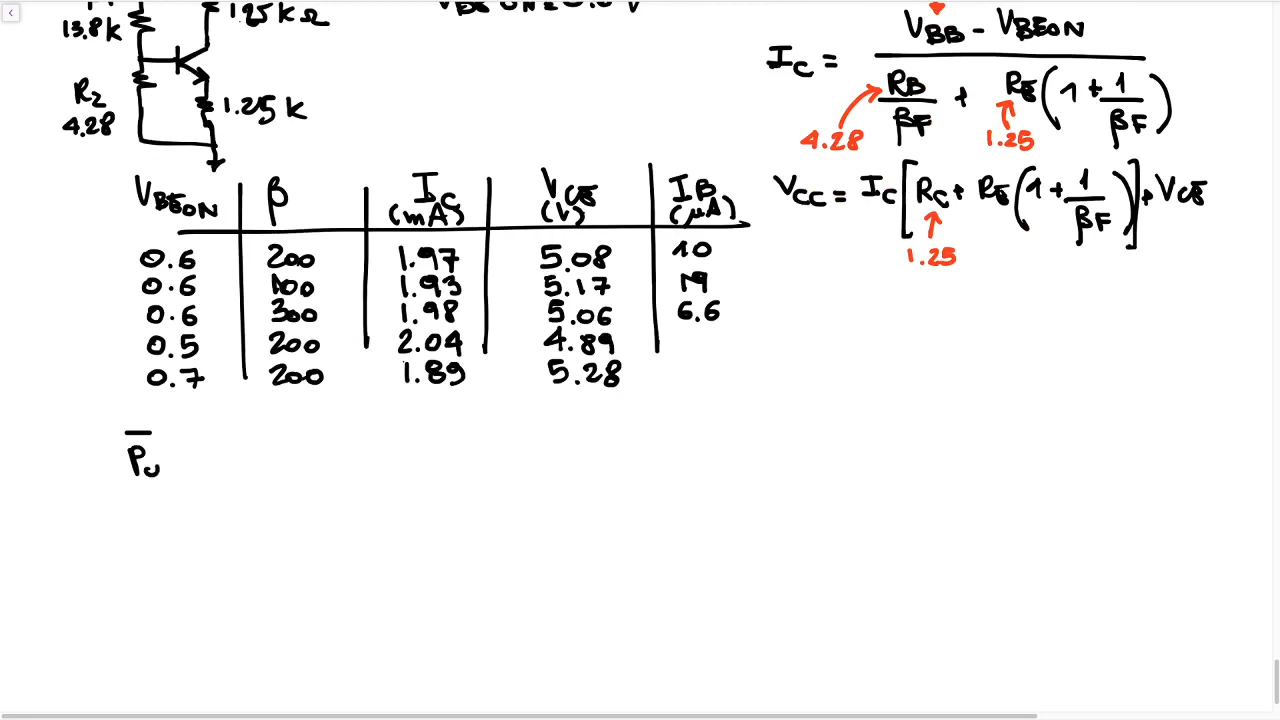 1.25 k Ω
13.8 k
R2
4.28
1.25 k
IC = VBB - VBEON / RB/βF + RE (1 + 1/βF)
4.28
1.25
VCC = IC [RC + RE (1 + 1/βF)] + VCE
1.25
VBEON β IC (mA) VCE (V) IB (μA)
0.6 200 1.97 5.08 10
0.6 100 1.93 5.17 19
0.6 300 1.98 5.06 6.6
0.5 200 2.04 4.89
0.7 200 1.89 5.28